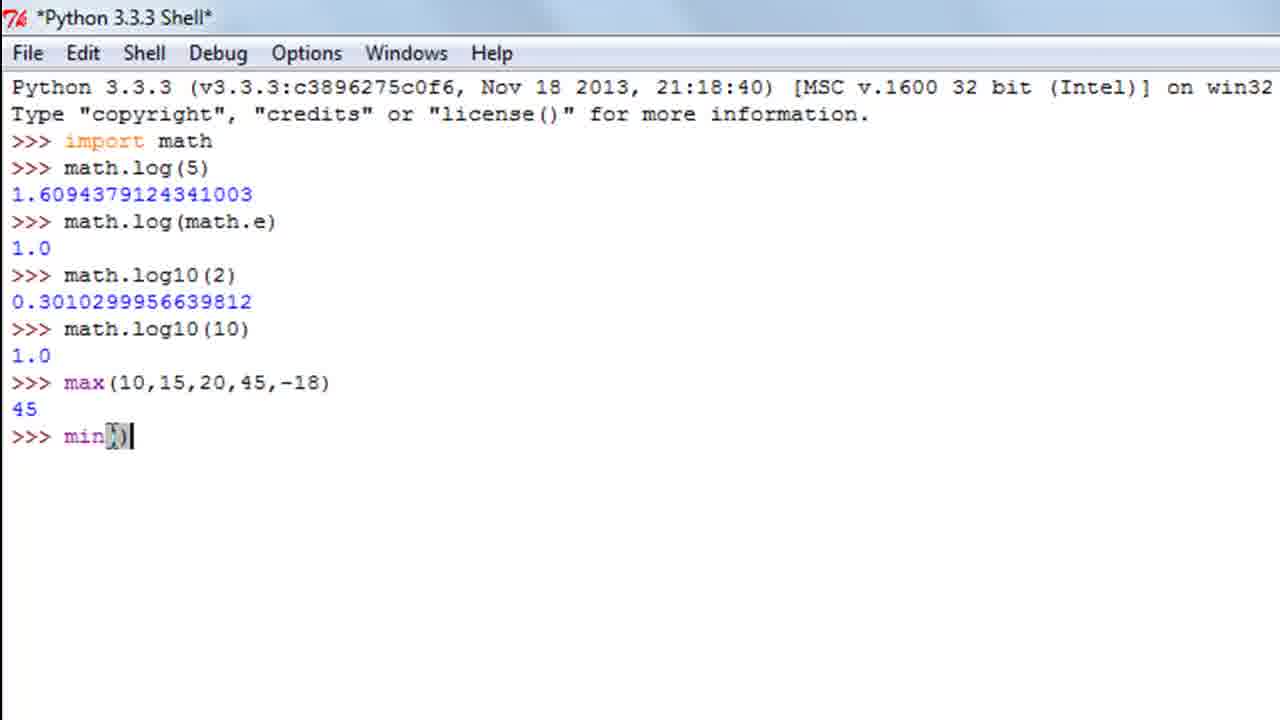 *Python 3.3.3 Shell*
File Edit Shell Debug Options Windows Help
Python 3.3.3 (v3.3.3:c3896275c0f6, Nov 18 2013, 21:18:40) [MSC v.1600 32 bit (Intel)] on win32
Type "copyright", "credits" or "license()" for more information.
>>> import math
>>> math.log(5)
1.6094379124341003
>>> math.log(math.e)
1.0
>>> math.log10(2)
0.3010299956639812
>>> math.log10(10)
1.0
>>> max(10,15,20,45,-18)
45
>>> min()